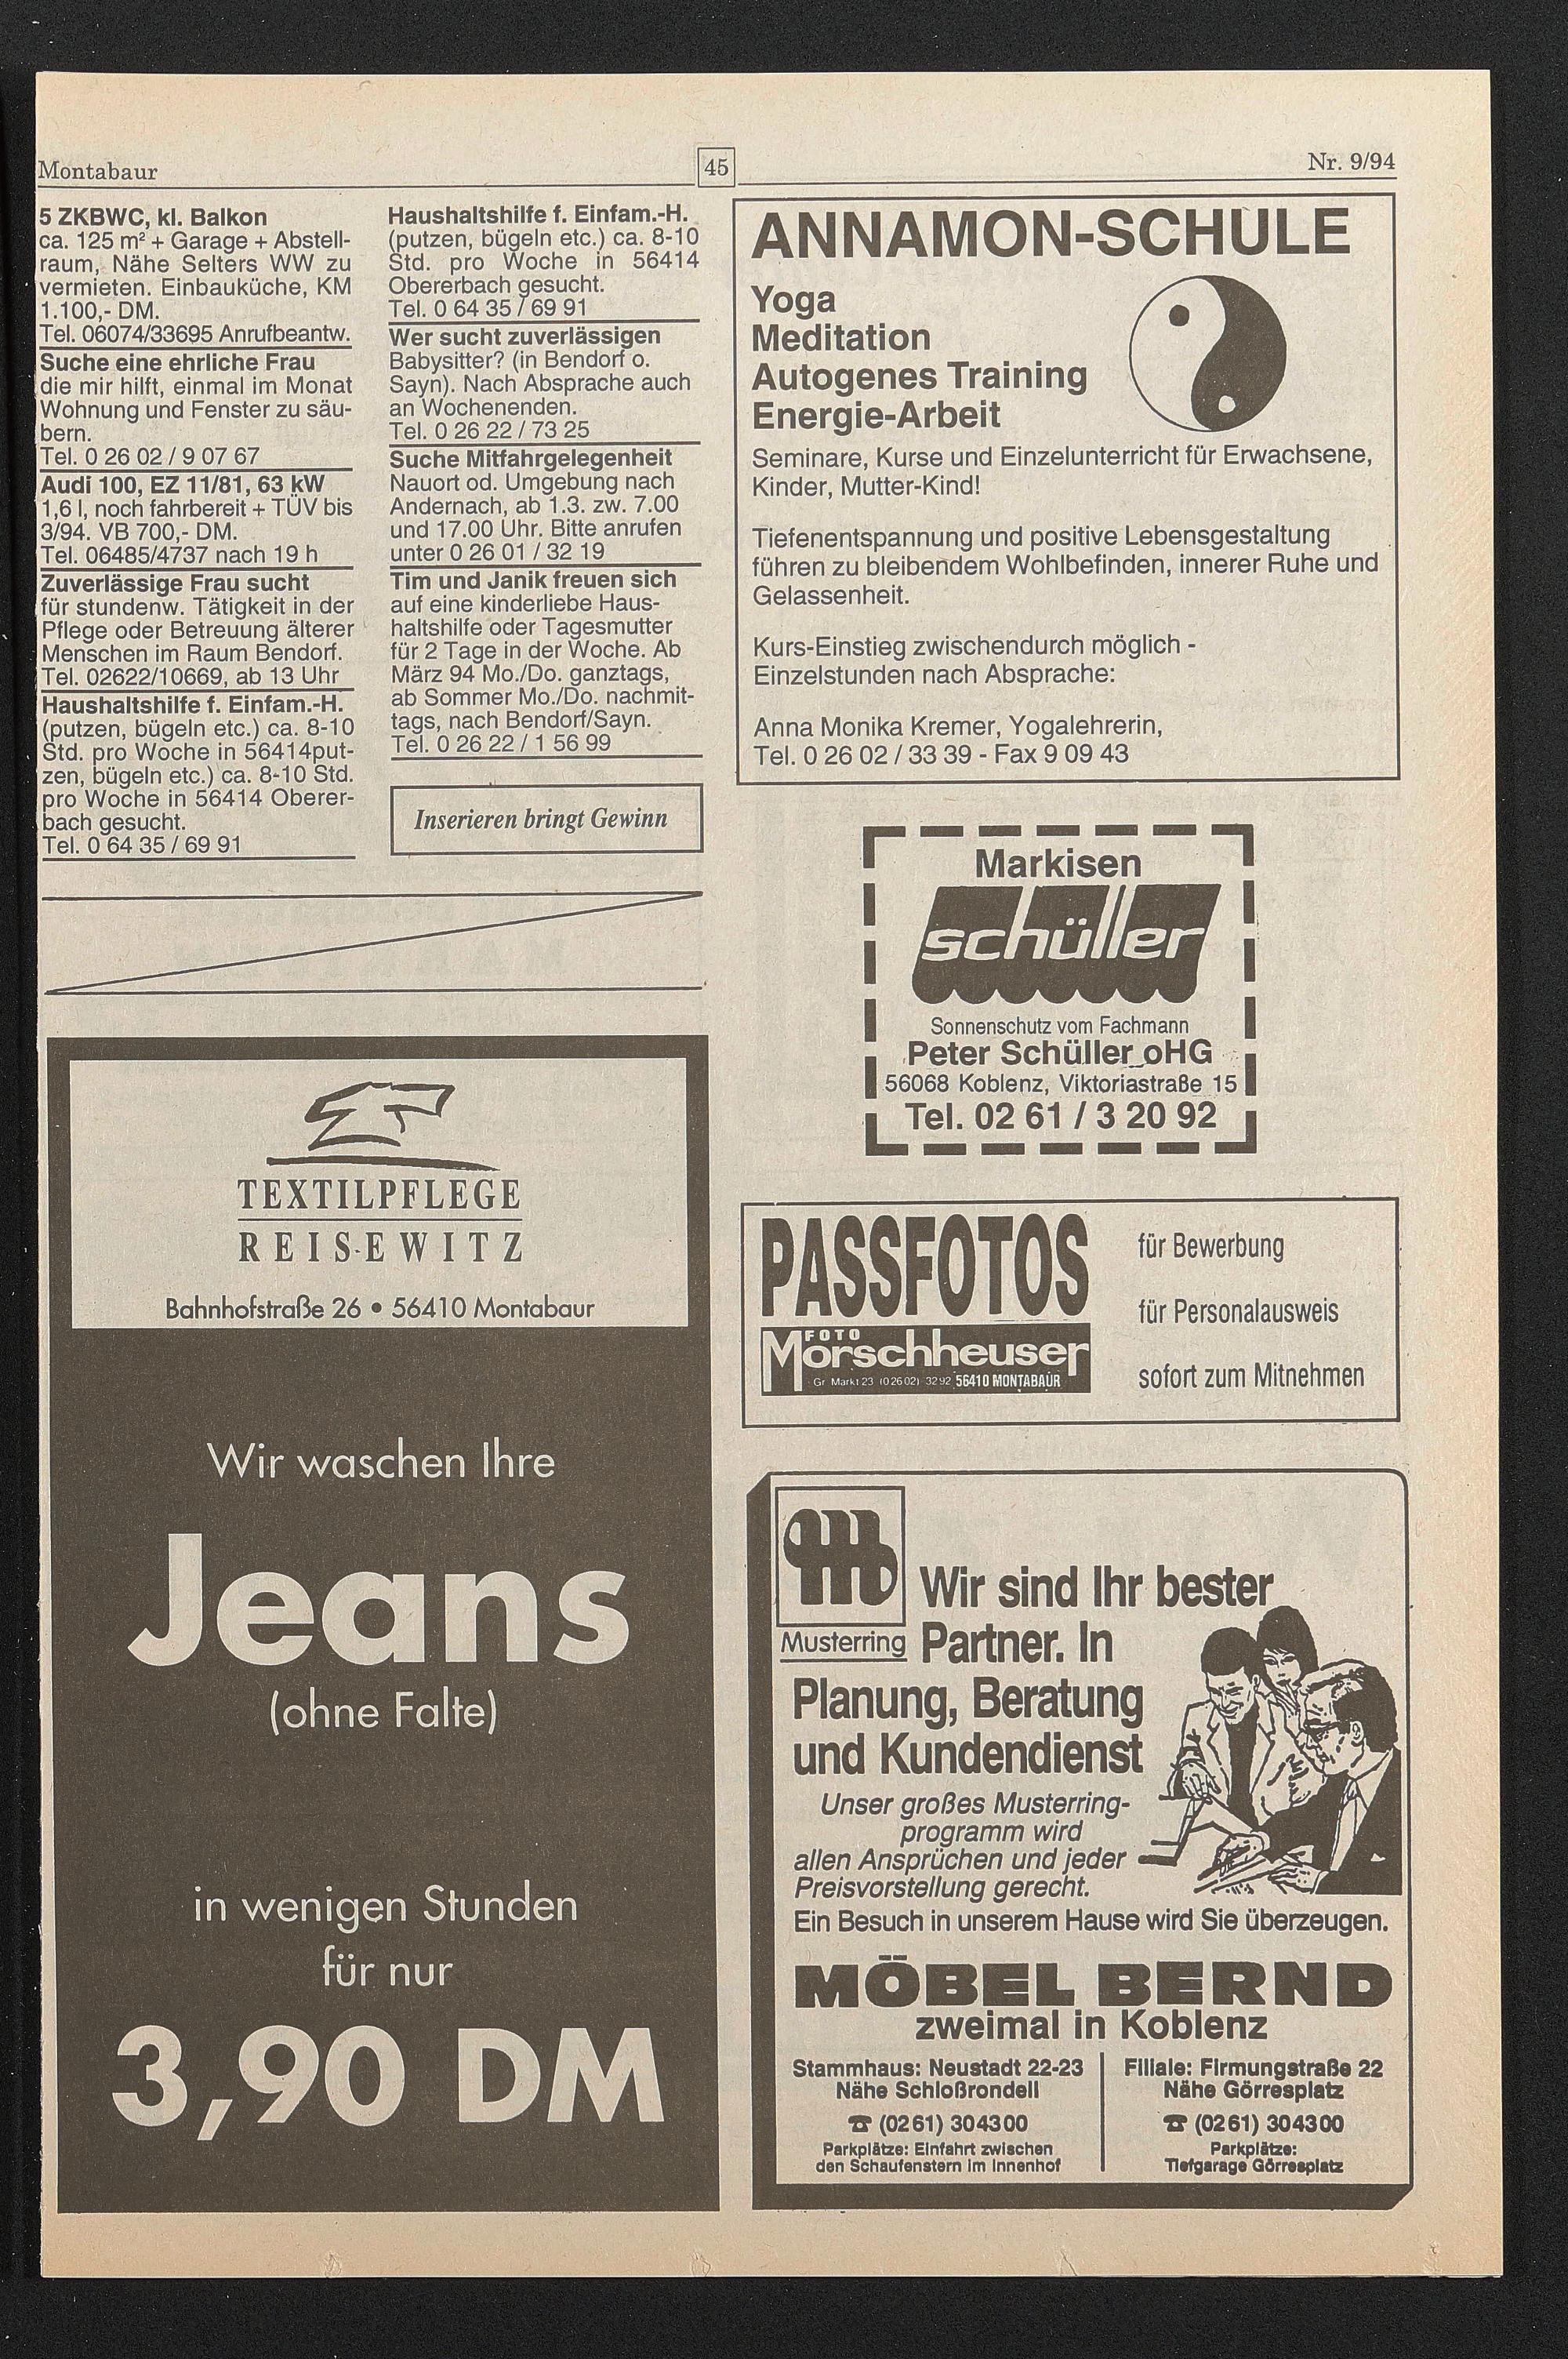 Montabaur
45
Nr. 9/94
5 ZKBWC, kl. Balkon
ca. 125 m² + Garage + Abstell-
raum, Nähe Selters WW zu
vermieten. Einbauküche, KM
1.100,- DM.
Tel. 06074/33695 Anrufbeantw.
Suche eine ehrliche Frau
die mir hilft, einmal im Monat
Wohnung und Fenster zu säu-
bern.
Tel. 0 26 02 / 9 07 67
Audi 100, EZ 11/81, 63 kW
1,6 l, noch fahrbereit + TÜV bis
3/94. VB 700,- DM.
Tel. 06485/4737 nach 19 h
Zuverlässige Frau sucht
für stundenw. Tätigkeit in der
Pflege oder Betreuung älterer
Menschen im Raum Bendorf.
Tel. 02622/10669, ab 13 Uhr
Haushaltshilfe f. Einfam.-H.
(putzen, bügeln etc.) ca. 8-10
Std. pro Woche in 56414put-
zen, bügeln etc.) ca. 8-10 Std.
pro Woche in 56414 Oberer-
bach gesucht.
Tel. 0 64 35 / 69 91
Haushaltshilfe f. Einfam.-H.
(putzen, bügeln etc.) ca. 8-10
Std. pro Woche in 56414
Obererbach gesucht.
Tel. 0 64 35 / 69 91
Wer sucht zuverlässigen
Babysitter? (in Bendorf o.
Sayn). Nach Absprache auch
an Wochenenden.
Tel. 0 26 22 / 73 25
Suche Mitfahrgelegenheit
Nauort od. Umgebung nach
Andernach, ab 1.3. zw. 7.00
und 17.00 Uhr. Bitte anrufen
unter 0 26 01 / 32 19
Tim und Janik freuen sich
auf eine kinderliebe Haus-
haltshilfe oder Tagesmutter
für 2 Tage in der Woche. Ab
März 94 Mo./Do. ganztags,
ab Sommer Mo./Do. nachmit-
tags, nach Bendorf/Sayn.
Tel. 0 26 22 / 1 56 99
Inserieren bringt Gewinn
TEXTILPFLEGE
REISEWITZ
Bahnhofstraße 26 • 56410 Montabaur
Wir waschen Ihre
Jeans
(ohne Falte)
in wenigen Stunden
für nur
3,90 DM
ANNAMON-SCHULE
Yoga
Meditation
Autogenes Training
Energie-Arbeit
Seminare, Kurse und Einzelunterricht für Erwachsene,
Kinder, Mutter-Kind!
Tiefenentspannung und positive Lebensgestaltung
führen zu bleibendem Wohlbefinden, innerer Ruhe und
Gelassenheit.
Kurs-Einstieg zwischendurch möglich -
Einzelstunden nach Absprache:
Anna Monika Kremer, Yogalehrerin,
Tel. 0 26 02 / 33 39 - Fax 9 09 43
Markisen
schüller
Sonnenschutz vom Fachmann
Peter Schüller oHG
56068 Koblenz, Viktoriastraße 15
Tel. 02 61 / 3 20 92
PASSFOTOS
FOTO
Morschheuser
Gr. Markt 23 (02602) 3292 56410 MONTABAUR
für Bewerbung
für Personalausweis
sofort zum Mitnehmen
Musterring
Wir sind Ihr bester
Partner. In
Planung, Beratung
und Kundendienst
Unser großes Musterring-
programm wird
allen Ansprüchen und jeder
Preisvorstellung gerecht.
Ein Besuch in unserem Hause wird Sie überzeugen.
MÖBEL BERND
zweimal in Koblenz
Stammhaus: Neustadt 22-23
Nähe Schloßrondell
☎ (0261) 304300
Parkplätze: Einfahrt zwischen
den Schaufenstern im Innenhof
Filiale: Firmungstraße 22
Nähe Görresplatz
☎ (0261) 304300
Parkplätze:
Tiefgarage Görresplatz